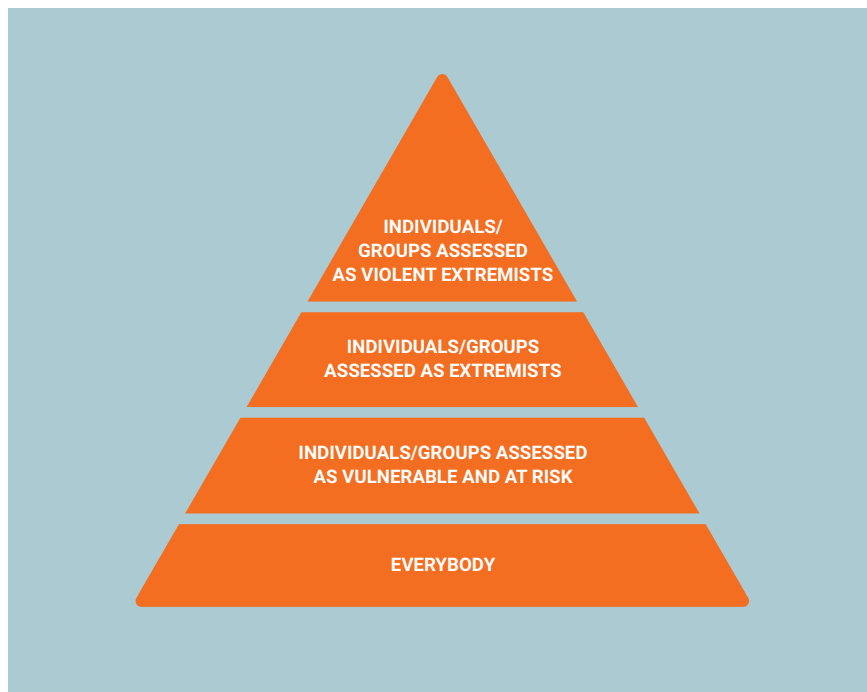 INDIVIDUALS/
GROUPS ASSESSED
AS VIOLENT EXTREMISTS
INDIVIDUALS/GROUPS
ASSESSED AS EXTREMISTS
INDIVIDUALS/GROUPS ASSESSED
AS VULNERABLE AND AT RISK
EVERYBODY